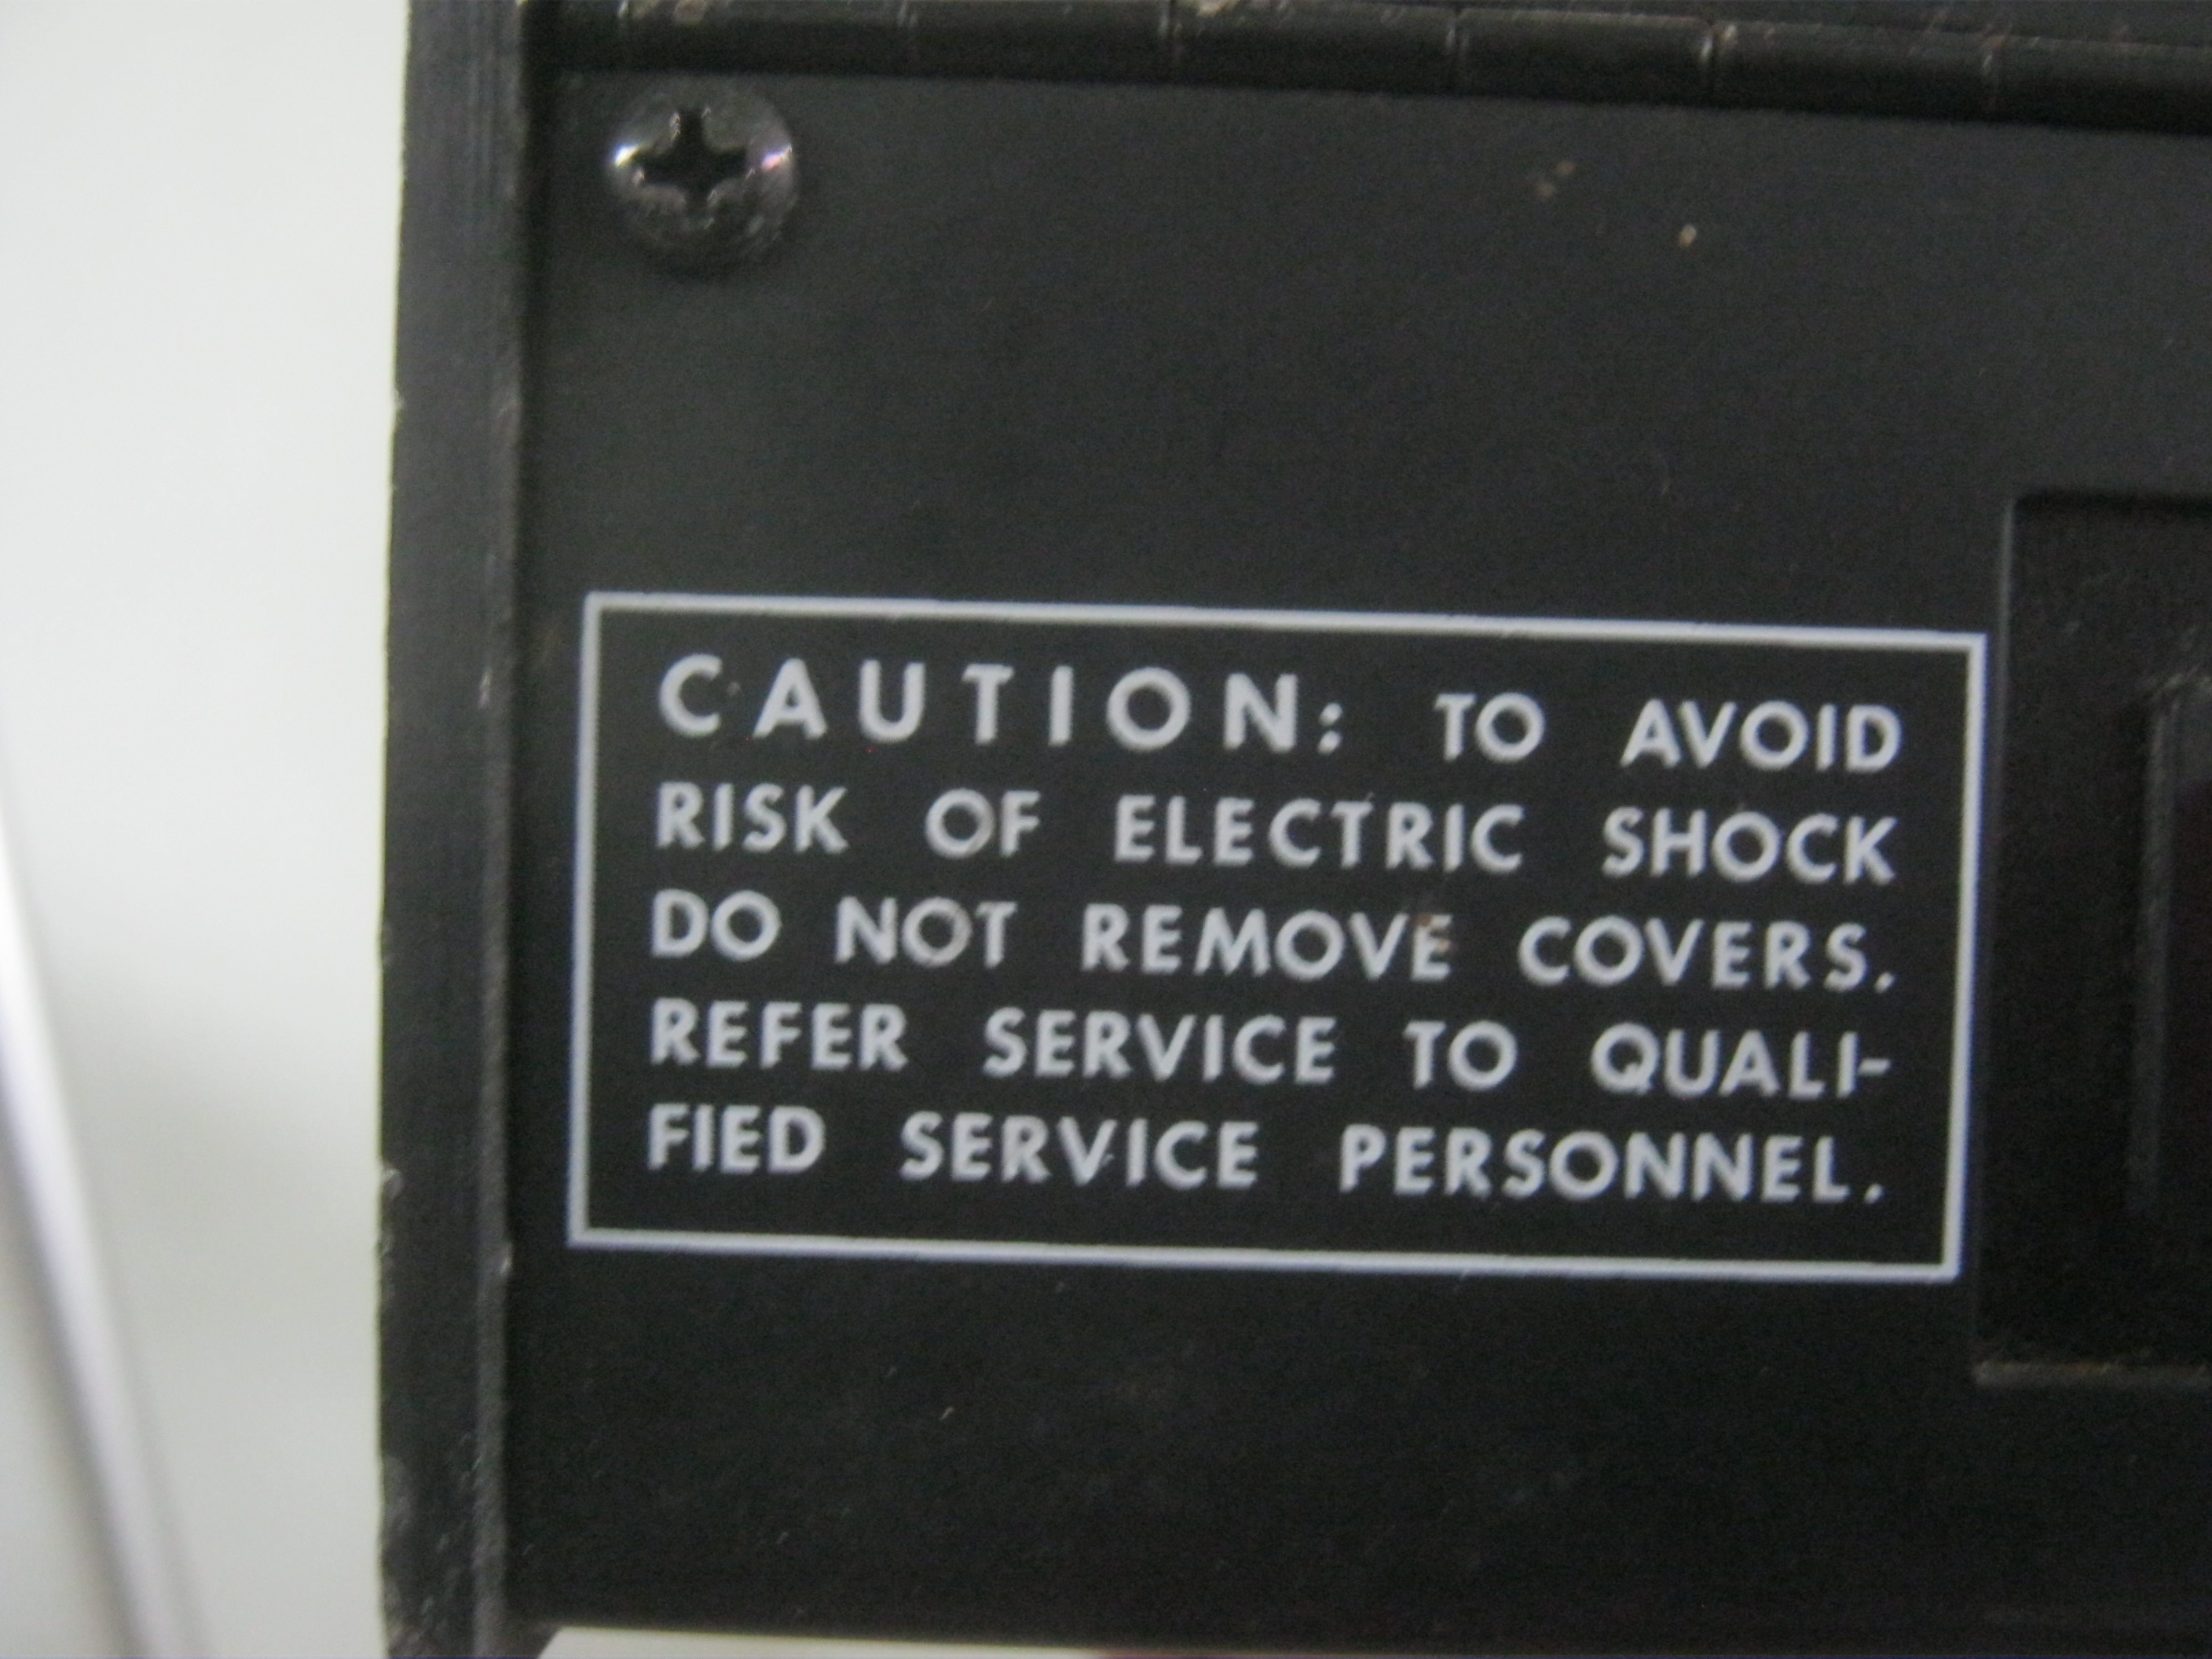 CAUTION: TO AVOID
RISK OF ELECTRIC SHOCK
DO NOT REMOVE COVERS.
REFER SERVICE TO QUALI-
FIED SERVICE PERSONNEL.